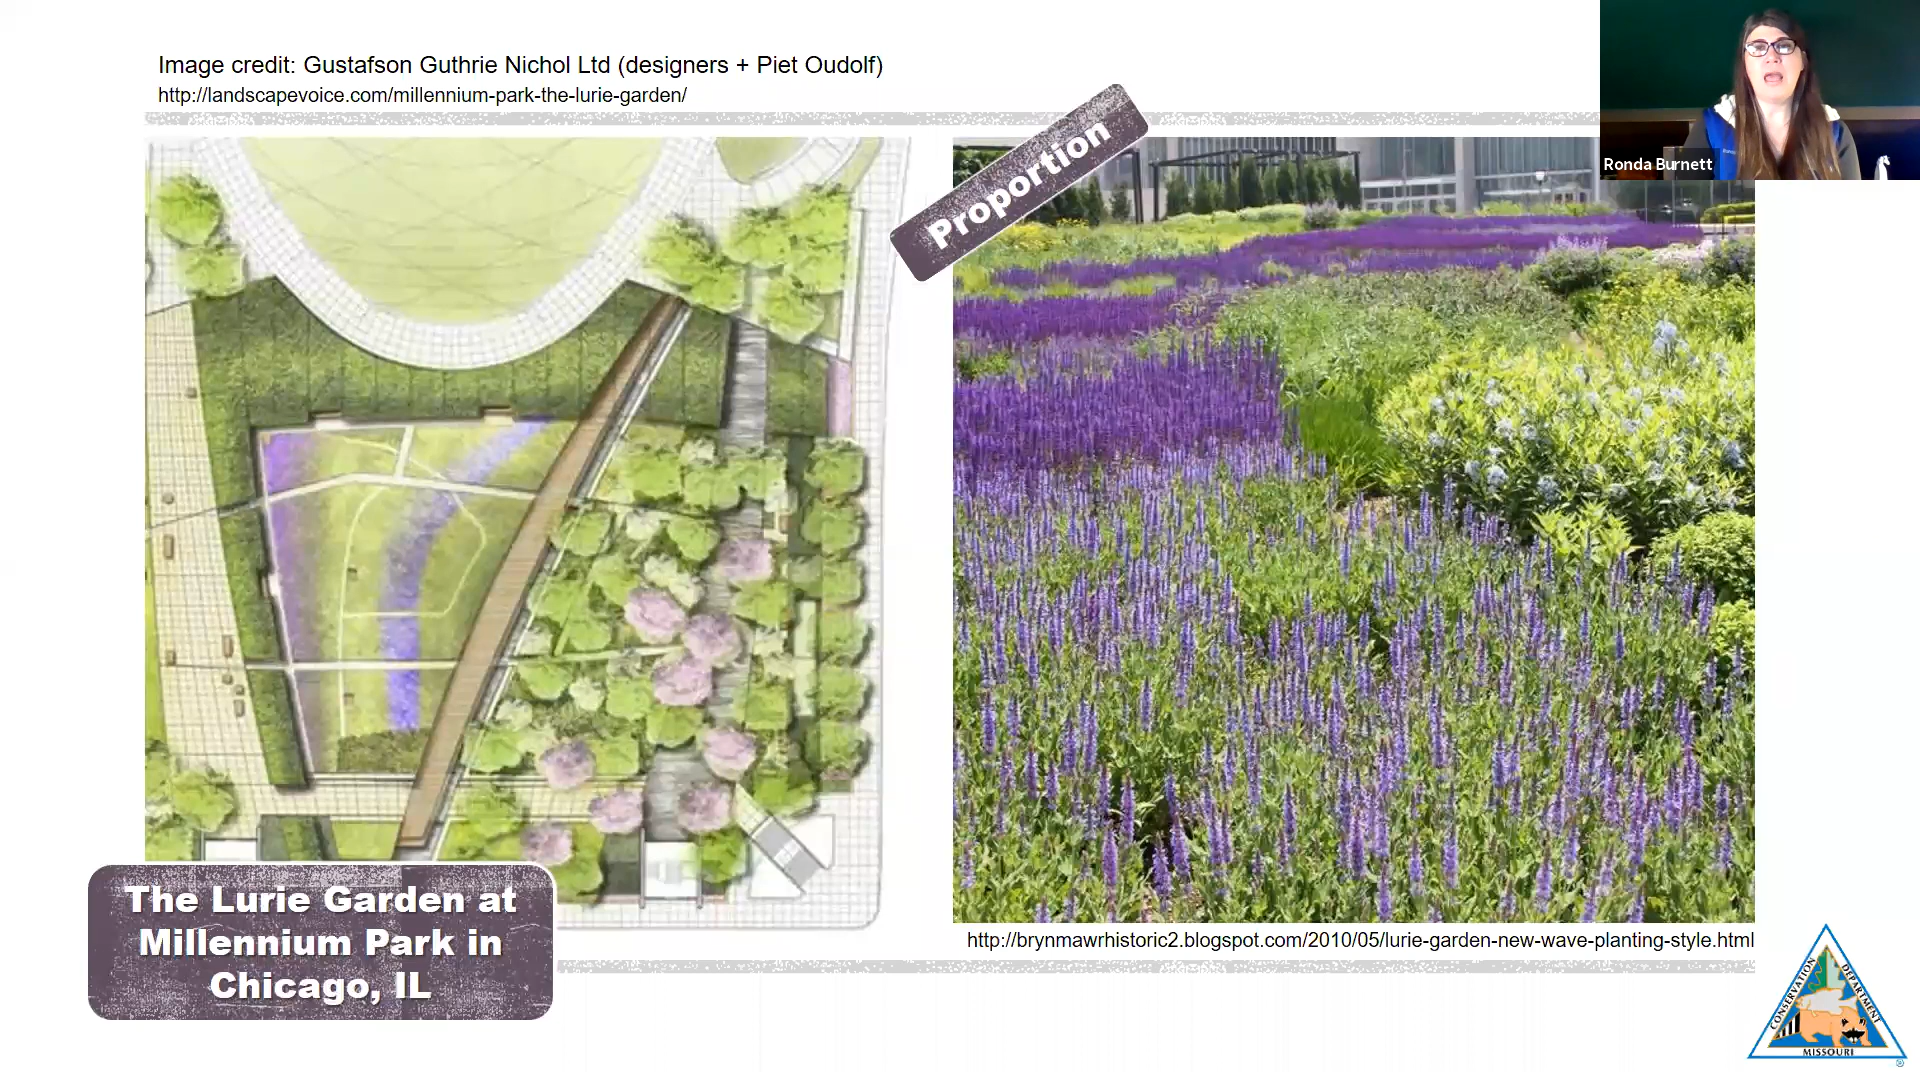 Image credit: Gustafson Guthrie Nichol Ltd (designers + Piet Oudolf)
http://landscapevoice.com/millennium-park-the-lurie-garden/
Proportion
Ronda Burnett
The Lurie Garden at
Millennium Park in
Chicago, IL
http://brynmawrhistoric2.blogspot.com/2010/05/lurie-garden-new-wave-planting-style.html
CONSERVATION
DEPARTMENT
MISSOURI
®